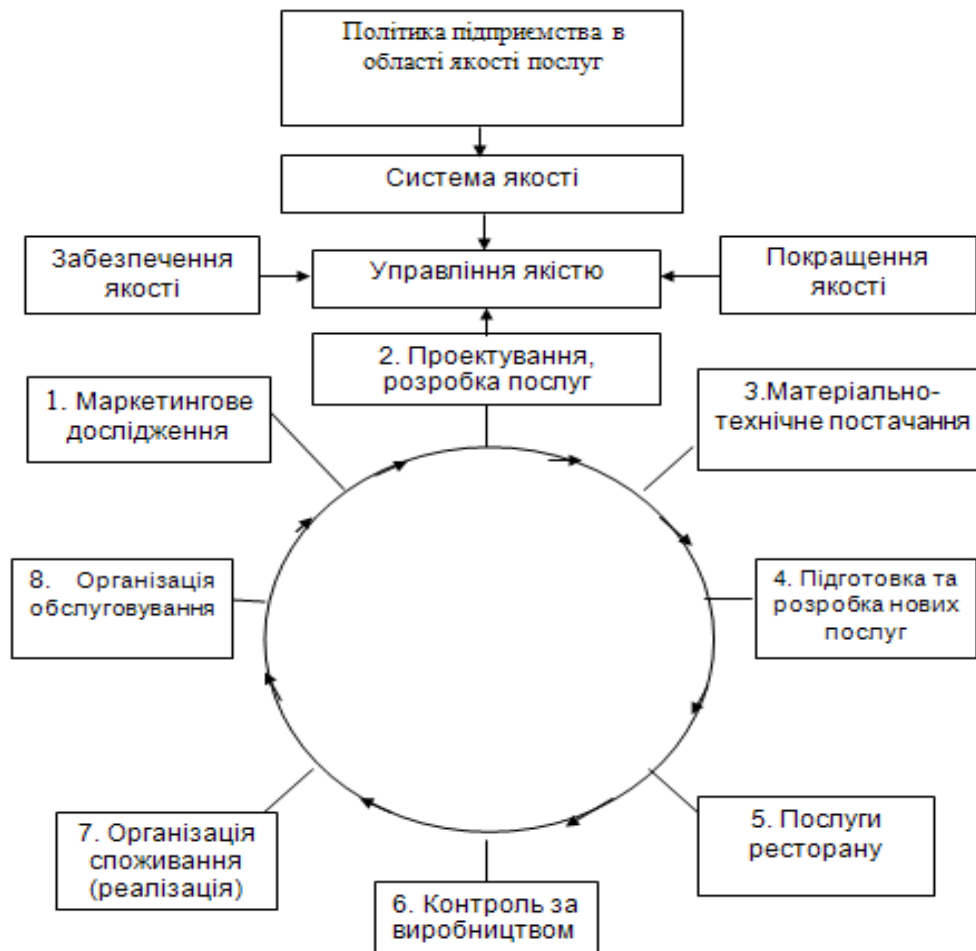 Політика підприємства в
області якості послуг
Система якості
Забезпечення
якості
Управління якістю
Покращення
якості
2. Проектування,
розробка послуг
1. Маркетингове
дослідження
3.Матеріально-
технічне постачання
8. Організація
обслуговування
4. Підготовка та
розробка нових
послуг
7. Організація
споживання
(реалізація)
5. Послуги
ресторану
6. Контроль за
виробництвом